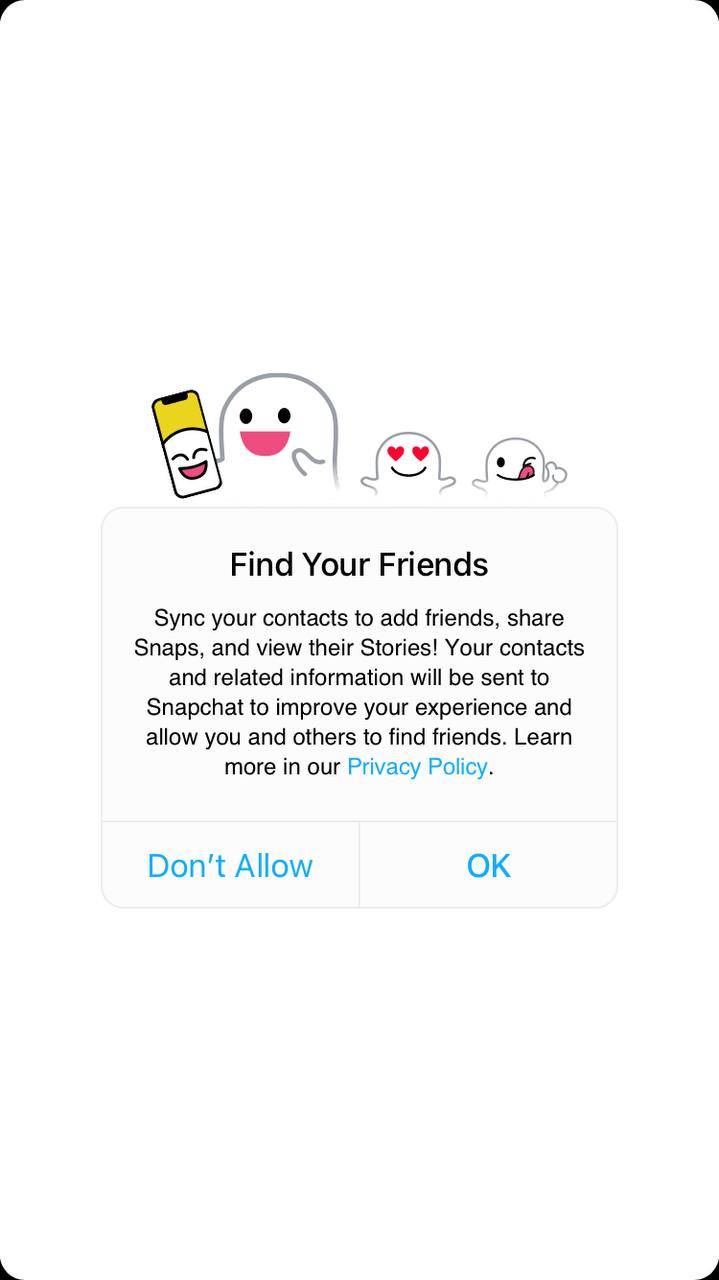 Find Your Friends
Sync your contacts to add friends, share
Snaps, and view their Stories! Your contacts
and related information will be sent to
Snapchat to improve your experience and
allow you and others to find friends. Learn
more in our Privacy Policy.
Don’t Allow
OK